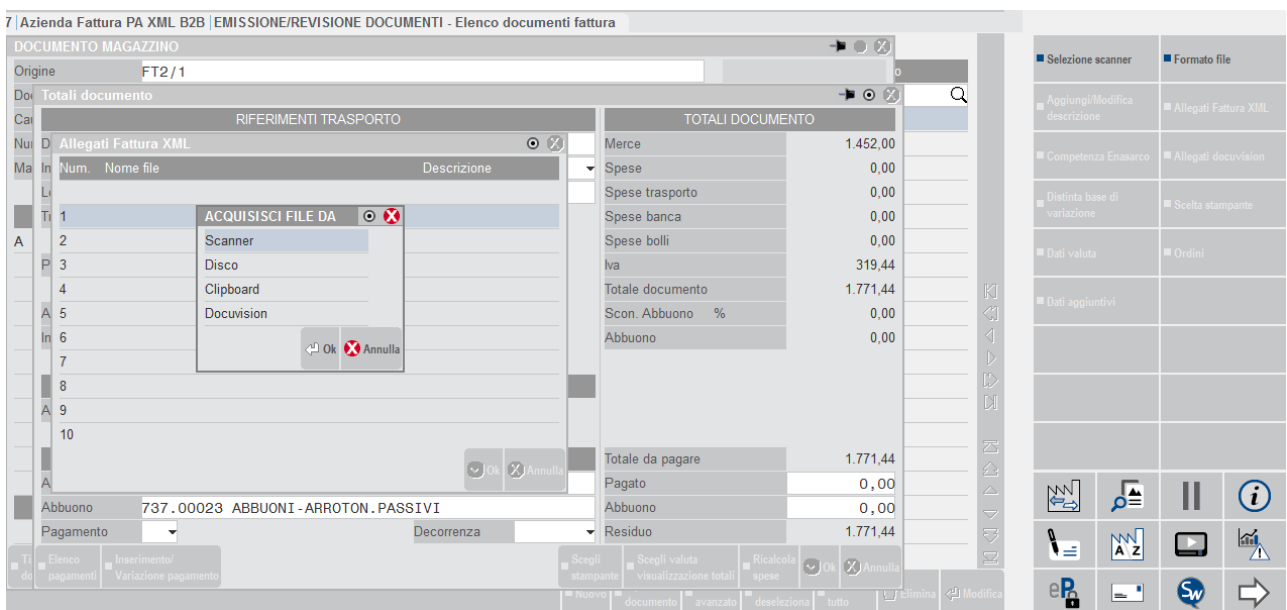 7 | Azienda Fattura PA XML B2B | EMISSIONE/REVISIONE DOCUMENTI - Elenco documenti fattura
DOCUMENTO MAGAZZINO
Origine FT2/1
Totali documento
RIFERIMENTI TRASPORTO TOTALI DOCUMENTO
Allegati Fattura XML
Num. Nome file Descrizione
1
2
3
4
5
6
7
8
9
10
Ok Annulla
ACQUISISCI FILE DA
Scanner
Disco
Clipboard
Docuvision
Ok Annulla
Merce 1.452,00
Spese 0,00
Spese trasporto 0,00
Spese banca 0,00
Spese bolli 0,00
Iva 319,44
Totale documento 1.771,44
Scon. Abbuono % 0,00
Abbuono 0,00
Totale da pagare 1.771,44
Pagato 0,00
Abbuono 737.00023 ABBUONI-ARROTON.PASSIVI Abbuono 0,00
Pagamento Decorrenza Residuo 1.771,44
Elenco pagamenti
Inserimento/
Variazione pagamento
Scegli
stampante
Scegli valuta
visualizzazione totali
Ricalcola
spese
Ok Annulla
Nuovo documento avanzato deseleziona tutto Elimina Modifica
Selezione scanner Formato file
Aggiungi/Modifica
descrizione
Allegati Fattura XML
Competenza Enasarco Allegati docuvision
Distinta base di
variazione
Scelta stampante
Dati valuta Ordini
Dati aggiuntivi
A Z
eP
Sw